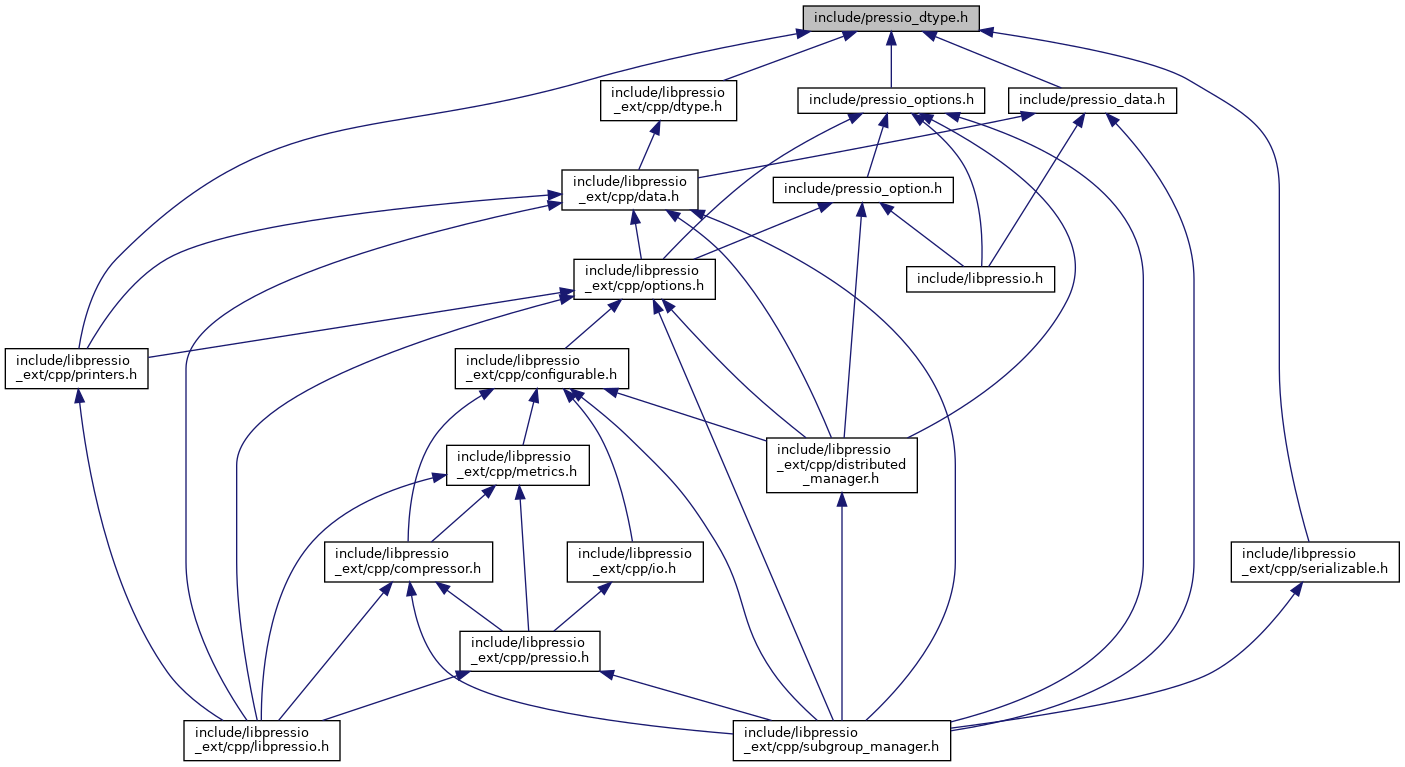 include/pressio_dtype.h
include/libpressio
_ext/cpp/dtype.h
include/pressio_options.h
include/pressio_data.h
include/libpressio
_ext/cpp/data.h
include/pressio_option.h
include/libpressio
_ext/cpp/options.h
include/libpressio.h
include/libpressio
_ext/cpp/printers.h
include/libpressio
_ext/cpp/configurable.h
include/libpressio
_ext/cpp/metrics.h
include/libpressio
_ext/cpp/distributed
_manager.h
include/libpressio
_ext/cpp/compressor.h
include/libpressio
_ext/cpp/io.h
include/libpressio
_ext/cpp/serializable.h
include/libpressio
_ext/cpp/pressio.h
include/libpressio
_ext/cpp/libpressio.h
include/libpressio
_ext/cpp/subgroup_manager.h